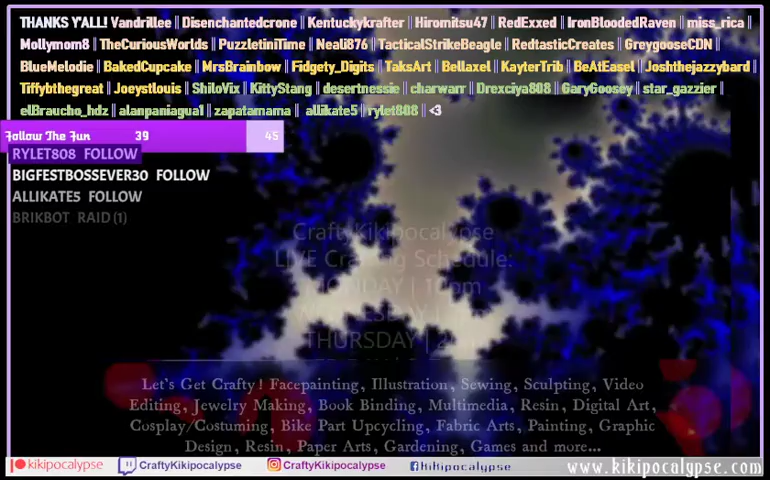 THANKS Y'ALL! Vandrillee || Disenchantedcrone || Kentuckykrafter || Hiromitsu47 || RedExxed || IronBloodedRaven || miss_rica ||
Mollymom8 || TheCuriousWorlds || PuzzletiniTime || Neali876 || TacticalStrikeBeagle || RedtasticCreates || GreygooseCDN ||
BlueMelodie || BakedCupcake || MrsBrainbow || Fidgety_Digits || TaksArt || Bellaxel || KayterTrib || BeAtEasel || Joshthejazzybard ||
Tiffybthegreat || Joeystlouis || ShiloVix || KittyStang || desertnessie || charwarr || Drexciya808 || GaryGoosey || star_gazzier ||
elBraucho_hdz || alanpaniagua1 || zapatamama || allikate5 || rylet808 || <3
Follow The Fun 39 45
RYLET808 FOLLOW
BIGFESTBOSSEVER30 FOLLOW
ALLIKATE5 FOLLOW
BRIKBOT RAID (1)
CraftyKikipocalypse
LIVE Crafting Schedule:
MONDAY | 10pm
THURSDAY |
Let's Get Crafty! Facepainting, Illustration, Sewing, Sculpting, Video
Editing, Jewelry Making, Book Binding, Multimedia, Resin, Digital Art,
Cosplay/Costuming, Bike Part Upcycling, Fabric Arts, Painting, Graphic
Design, Resin, Paper Arts, Gardening, Games and more...
kikipocalypse CraftyKikipocalypse CraftyKikipocalypse Kikipocalypse www.kikipocalypse.com